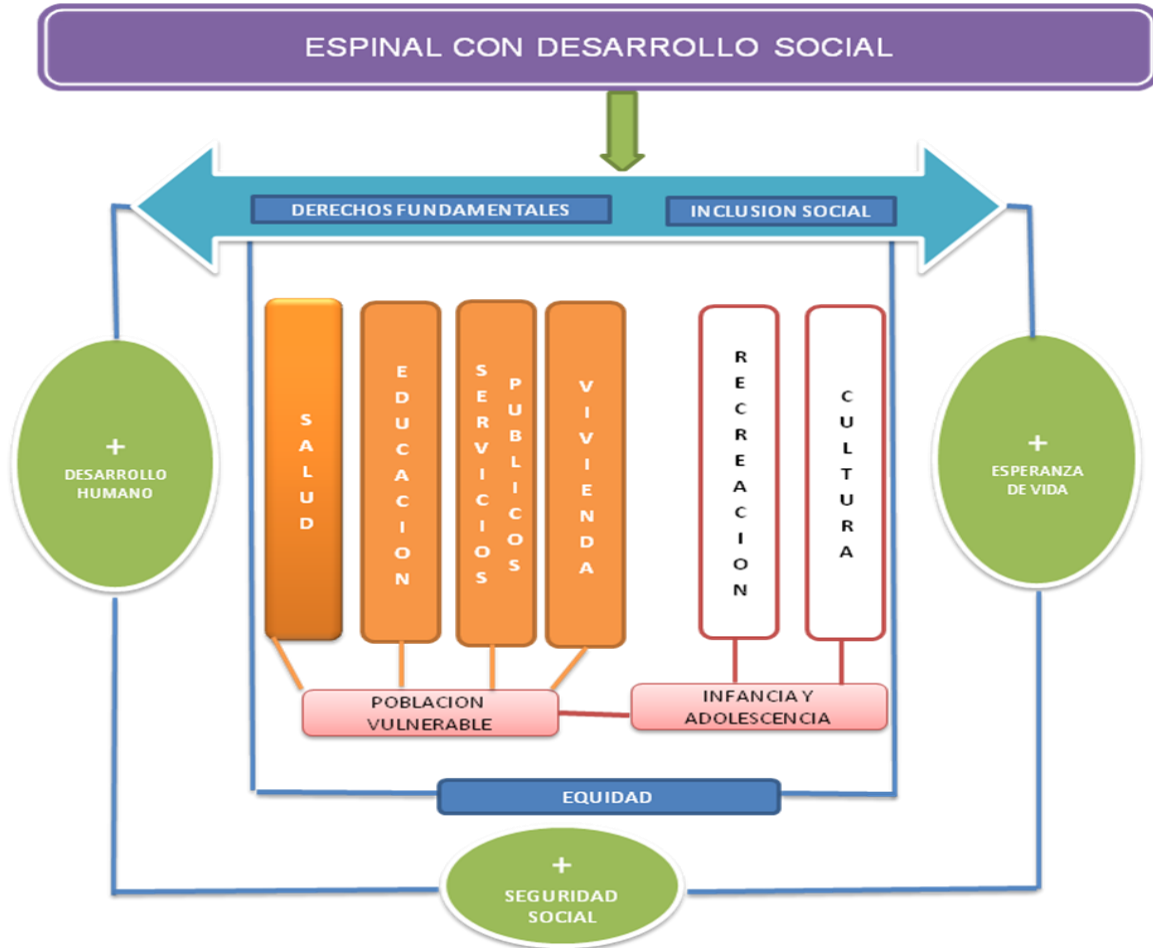 ESPINAL CON DESARROLLO SOCIAL
DERECHOS FUNDAMENTALES
INCLUSION SOCIAL
+
DESARROLLO
HUMANO
SALUD
EDUCACION
SERVICIOS
PUBLICOS
VIVIENDA
RECREACION
CULTURA
+
ESPERANZA
DE VIDA
POBLACION
VULNERABLE
INFANCIA Y
ADOLESCENCIA
EQUIDAD
+
SEGURIDAD
SOCIAL